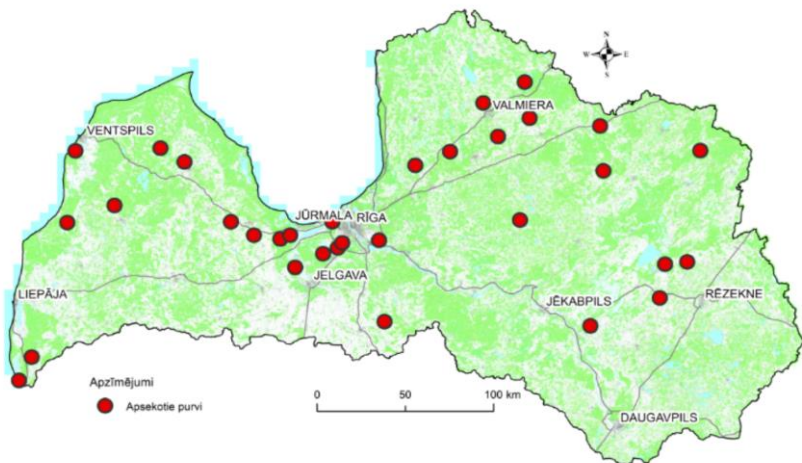 N
W E
S
VALMIERA
VENTSPILS
JŪRMALA RĪGA
JELGAVA
LIEPĀJA
JĒKABPILS
RĒZEKNE
Apzīmējumi
Apsekotie purvi
0 50 100 km
DAUGAVPILS